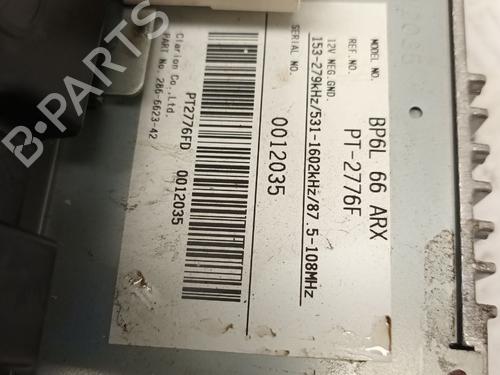 MODEL NO. BP6L 66 ARX
REF.NO. PT-2776F
12V NEG.GND.
153-279kHz/531-1602kHz/87.5-108MHz
SERIAL NO. 0012035
PT2776FD 0012035
Clarion Co.,Ltd.
PART No. 286-6623-42
B-PARTS